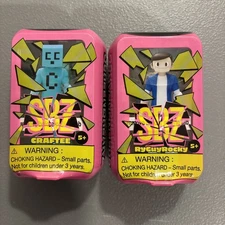 C
SBZ
CRAFTEE
5+
WARNING :
CHOKING HAZARD - Small parts.
Not for children under 3 years.
SBZ
RyGuyRocky
5+
WARNING :
CHOKING HAZARD - Small parts.
Not for children under 3 years.